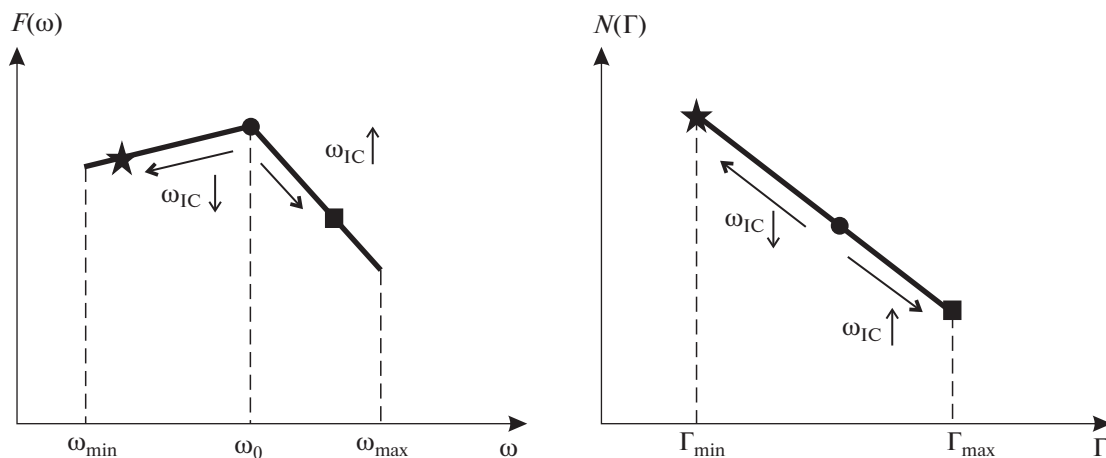 F(ω)
N(Γ)
ω_IC ↑
ω_IC ↓
ω_IC ↓
ω_IC ↑
ω_min
ω_0
ω_max
ω
Γ_min
Γ_max
Γ